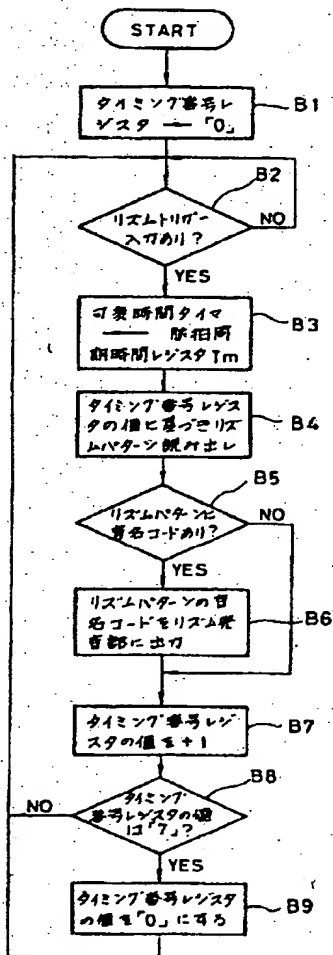 START
タイミング番号レ
ジスタ ― 「0」
B1
B2
リズムトリガー
入力あり?
NO
YES
可変時間タイマ
― 脈拍周
期時間レジスタTm
B3
タイミング番号レジス
タの値に基づきリズ
ムパターン読み出し
B4
B5
リズムパターンに
音名コードあり?
NO
YES
リズムパターンの音
名コードをリズム発
音部に出力
B6
タイミング番号レジ
スタの値を+1
B7
B8
タイミング
番号レジスタの値
は「7」?
NO
YES
タイミング番号レジスタ
の値を「0」にする
B9